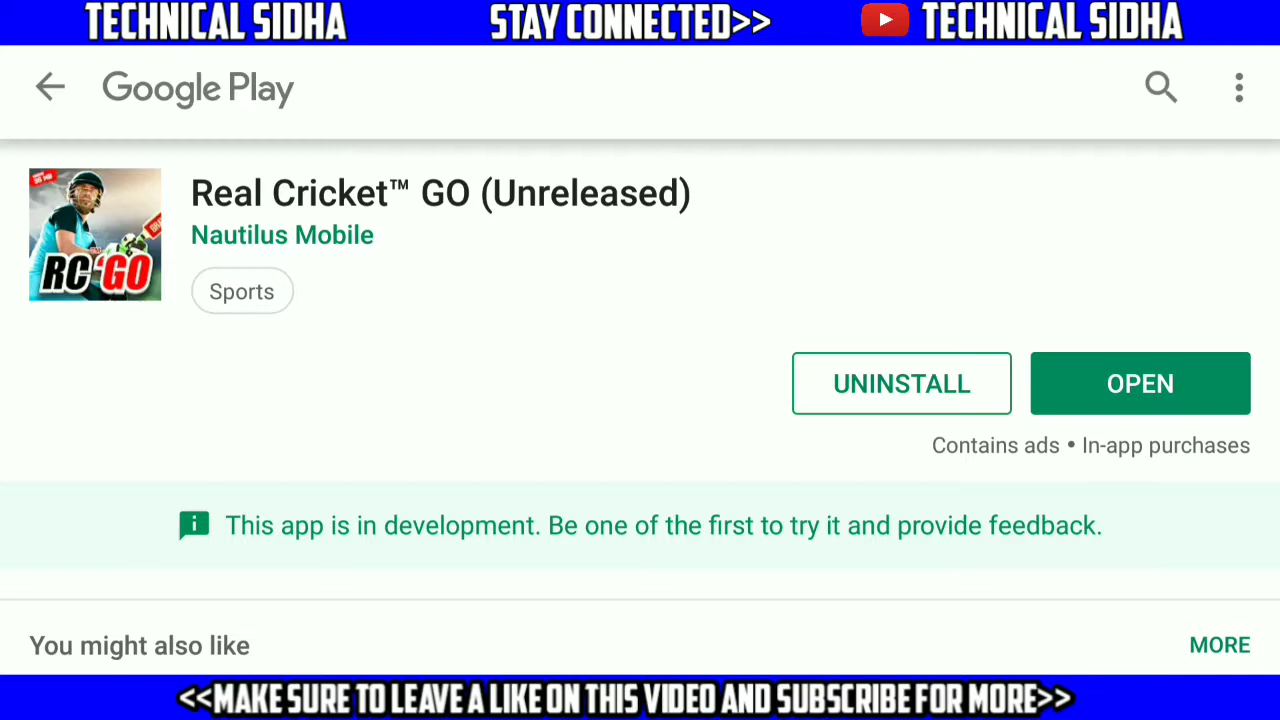 TECHNICAL SIDHA STAY CONNECTED>> TECHNICAL SIDHA
Google Play
Real Cricket™ GO (Unreleased)
Nautilus Mobile
RC'GO
Sports
UNINSTALL OPEN
Contains ads • In-app purchases
This app is in development. Be one of the first to try it and provide feedback.
You might also like MORE
<<MAKE SURE TO LEAVE A LIKE ON THIS VIDEO AND SUBSCRIBE FOR MORE>>